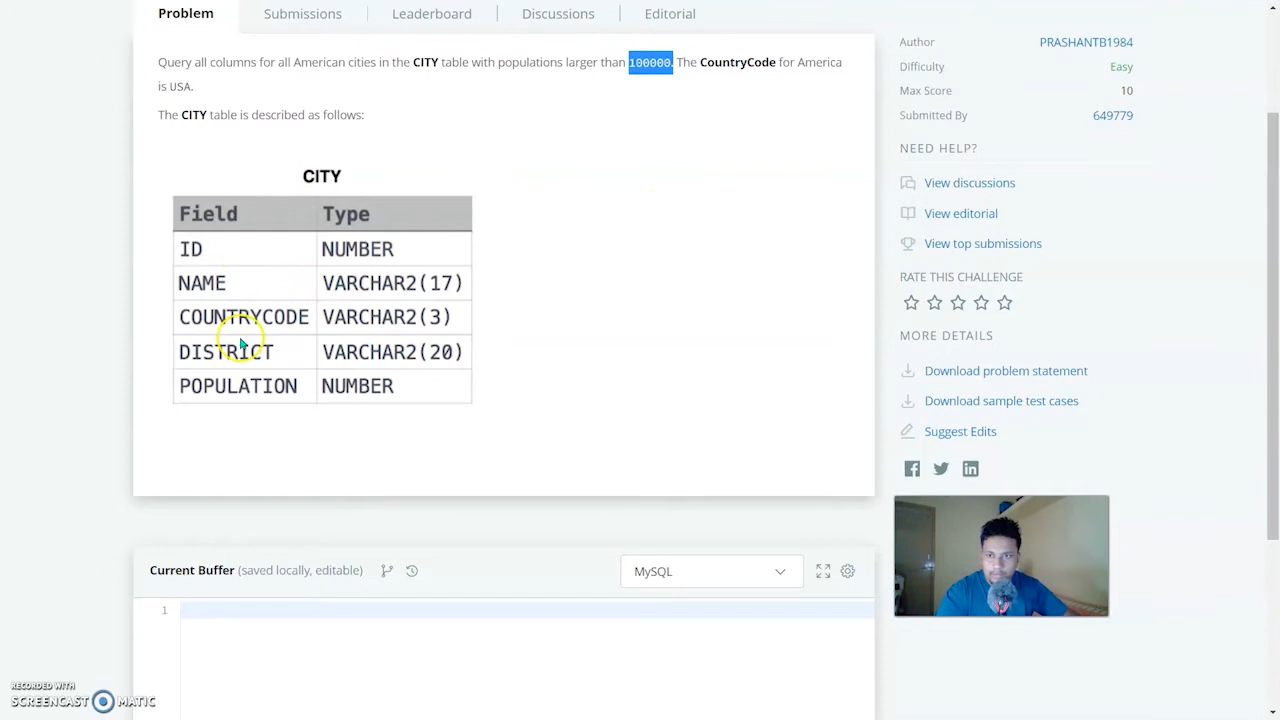 Problem Submissions Leaderboard Discussions Editorial
Query all columns for all American cities in the CITY table with populations larger than 100000. The CountryCode for America
is USA.
The CITY table is described as follows:
CITY
Field Type
ID NUMBER
NAME VARCHAR2(17)
COUNTRYCODE VARCHAR2(3)
DISTRICT VARCHAR2(20)
POPULATION NUMBER
Author PRASHANTB1984
Difficulty Easy
Max Score 10
Submitted By 649779
NEED HELP?
View discussions
View editorial
View top submissions
RATE THIS CHALLENGE
MORE DETAILS
Download problem statement
Download sample test cases
Suggest Edits
Current Buffer (saved locally, editable) MySQL
1
RECORDED WITH
SCREENCAST MATIC